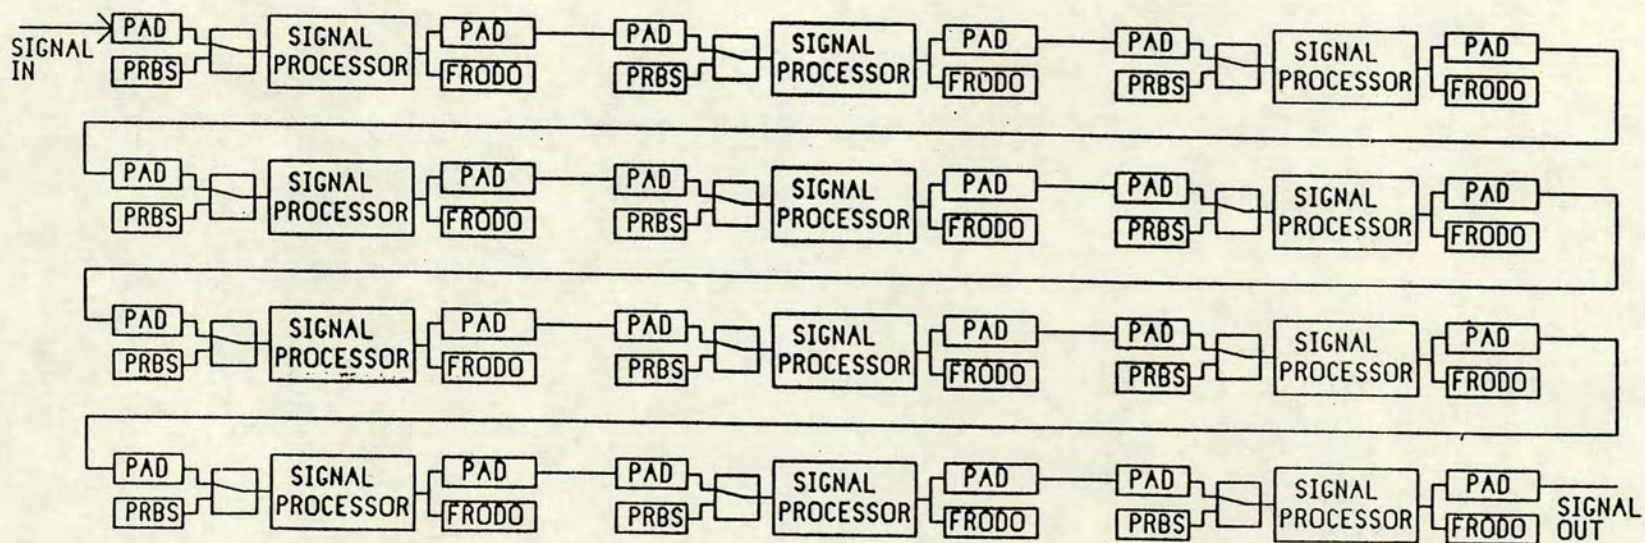 SIGNAL IN
PAD
PRBS
SIGNAL PROCESSOR
PAD
FRODO
PAD
PRBS
SIGNAL PROCESSOR
PAD
FRODO
PAD
PRBS
SIGNAL PROCESSOR
PAD
FRODO
PAD
PRBS
SIGNAL PROCESSOR
PAD
FRODO
PAD
PRBS
SIGNAL PROCESSOR
PAD
FRODO
PAD
PRBS
SIGNAL PROCESSOR
PAD
FRODO
PAD
PRBS
SIGNAL PROCESSOR
PAD
FRODO
PAD
PRBS
SIGNAL PROCESSOR
PAD
FRODO
PAD
PRBS
SIGNAL PROCESSOR
PAD
FRODO
PAD
PRBS
SIGNAL PROCESSOR
PAD
FRODO
PAD
PRBS
SIGNAL PROCESSOR
PAD
FRODO
PAD
PRBS
SIGNAL PROCESSOR
PAD
FRODO
SIGNAL OUT